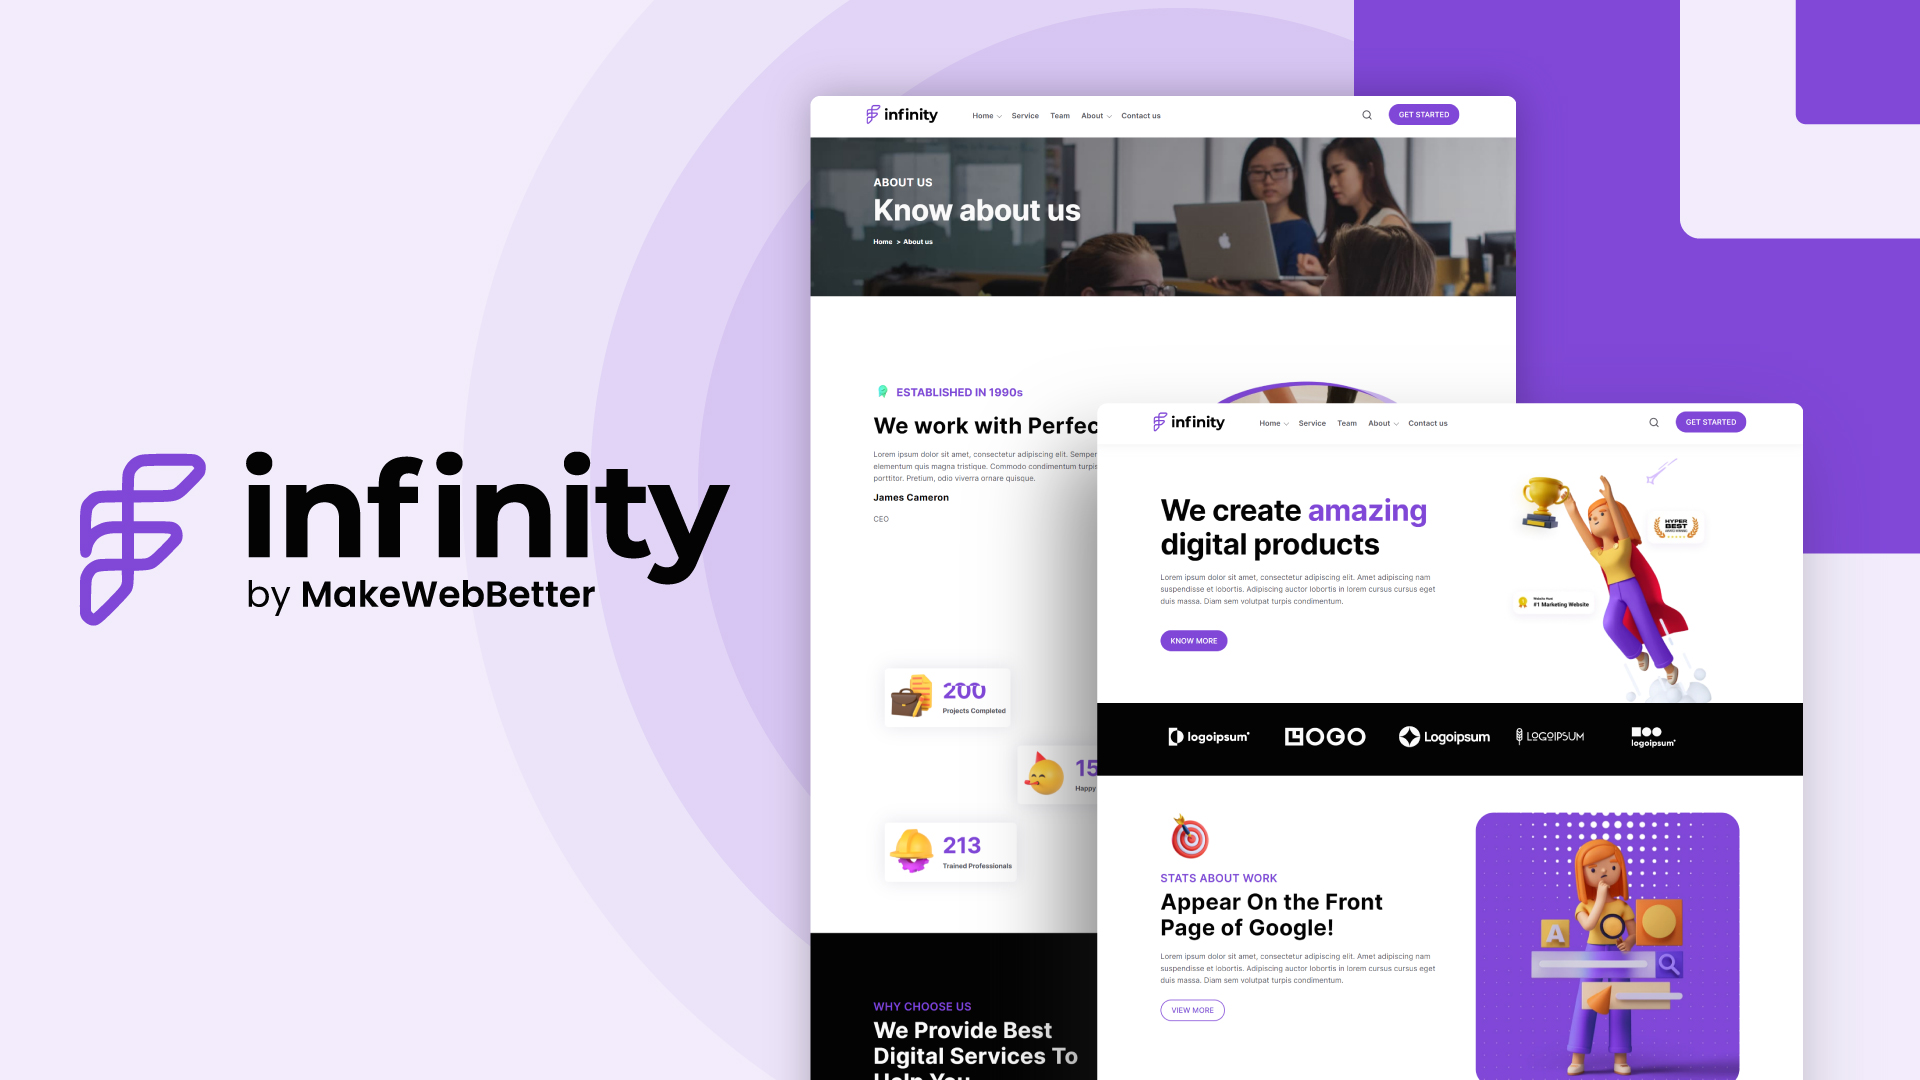 infinity
by MakeWebBetter
infinity
Home Service Team About Contact us
GET STARTED
ABOUT US
Know about us
Home > About us
ESTABLISHED IN 1990s
We work with Perfec
Lorem ipsum dolor sit amet, consectetur adipiscing elit. Semper
elementum quis magna tristique. Commodo condimentum turpis
porttitor. Pretium, odio viverra ornare quisque.
James Cameron
CEO
200
Projects Completed
15
Happy
213
Trained Professionals
WHY CHOOSE US
We Provide Best
Digital Services To
Help You
infinity
Home Service Team About Contact us
GET STARTED
We create amazing
digital products
Lorem ipsum dolor sit amet, consectetur adipiscing elit. Amet adipiscing nam
suspendisse et lobortis. Adipiscing auctor lobortis in lorem cursus cursus eget
duis massa. Diam sem volutpat turpis condimentum.
KNOW MORE
HYPER
BEST
#1 Marketing Website
logoipsum
LOGO
Logoipsum
LOGOIPSUM
logoipsum
STATS ABOUT WORK
Appear On the Front
Page of Google!
Lorem ipsum dolor sit amet, consectetur adipiscing elit. Amet adipiscing nam
suspendisse et lobortis. Adipiscing auctor lobortis in lorem cursus cursus eget
duis massa. Diam sem volutpat turpis condimentum.
VIEW MORE
A